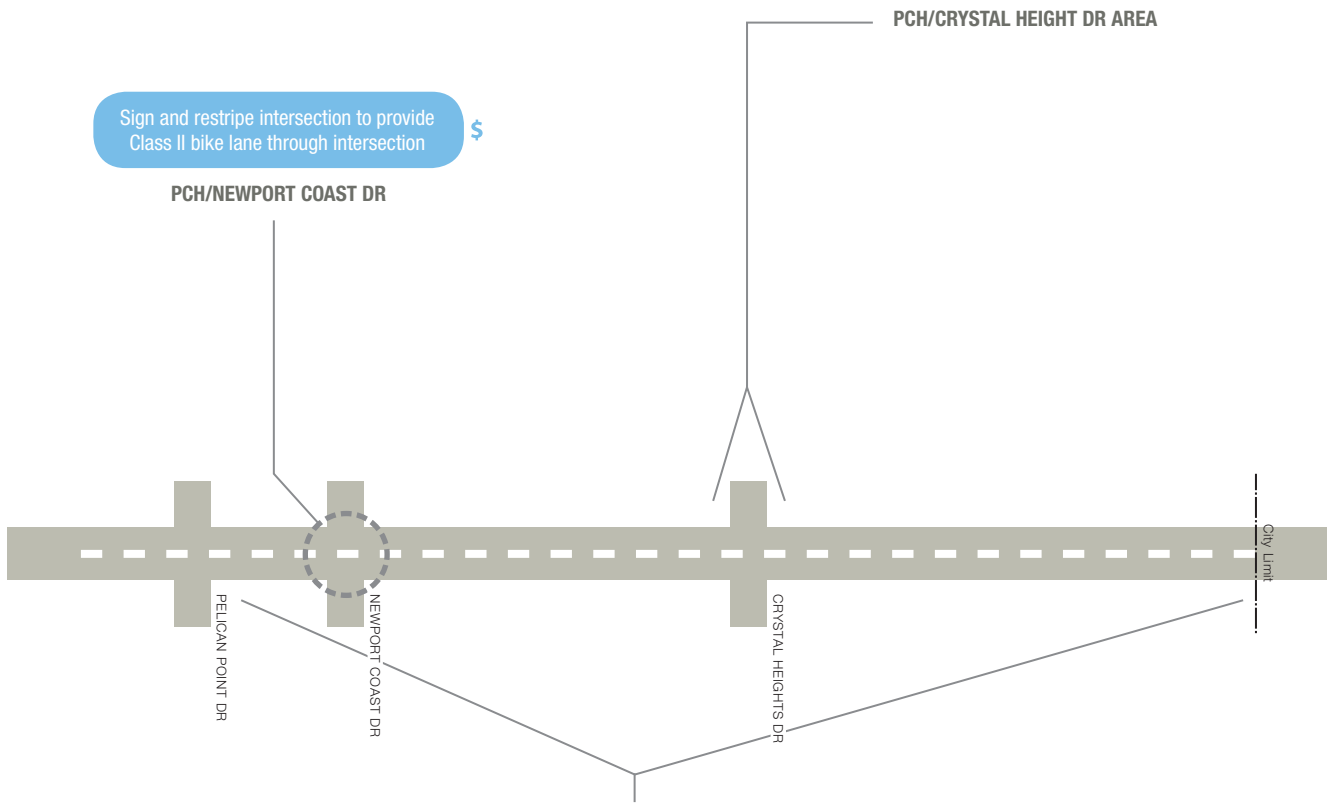 PCH/CRYSTAL HEIGHT DR AREA
Sign and restripe intersection to provide
Class II bike lane through intersection
$
PCH/NEWPORT COAST DR
PELICAN POINT DR
NEWPORT COAST DR
CRYSTAL HEIGHTS DR
City Limit